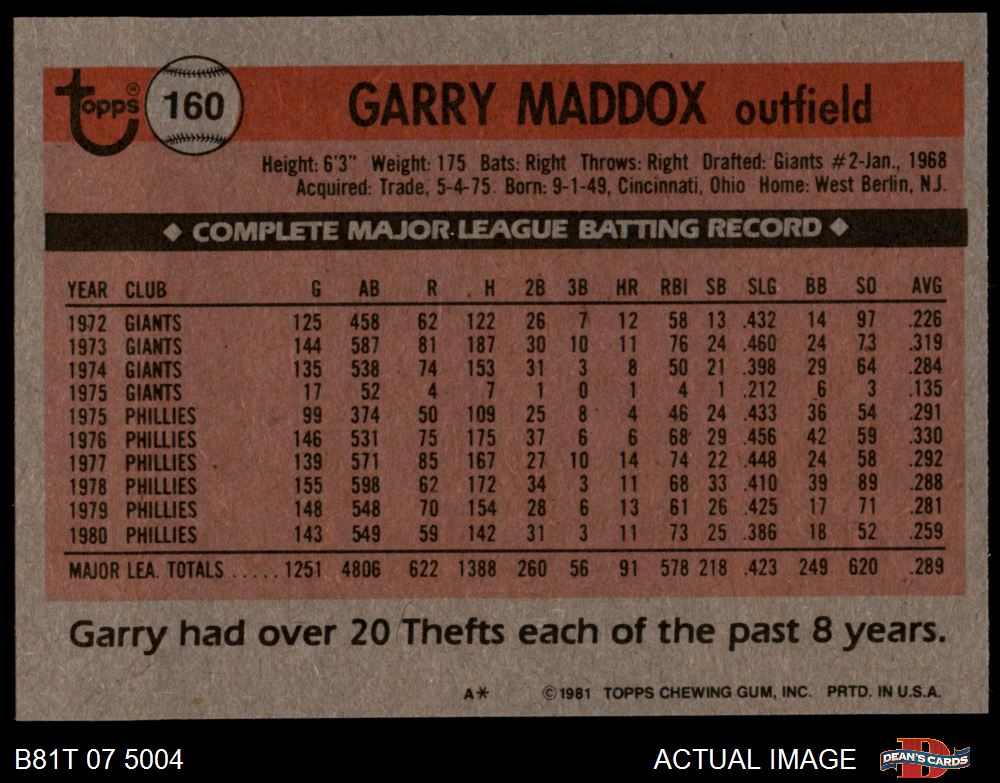 topps® 160 GARRY MADDOX outfield
Height: 6'3" Weight: 175 Bats: Right Throws: Right Drafted: Giants #2-Jan., 1968
Acquired: Trade, 5-4-75 Born: 9-1-49, Cincinnati, Ohio Home: West Berlin, N.J.
◆ COMPLETE MAJOR LEAGUE BATTING RECORD ◆
YEAR CLUB G AB R H 2B 3B HR RBI SB SLG BB SO AVG
1972 GIANTS 125 458 62 122 26 7 12 58 13 .432 14 97 .226
1973 GIANTS 144 587 81 187 30 10 11 76 24 .460 24 73 .319
1974 GIANTS 135 538 74 153 31 3 8 50 21 .398 29 64 .284
1975 GIANTS 17 52 4 7 1 0 1 4 1 .212 6 3 .135
1975 PHILLIES 99 374 50 109 25 8 4 46 24 .433 36 54 .291
1976 PHILLIES 146 531 75 175 37 6 6 68 29 .456 42 59 .330
1977 PHILLIES 139 571 85 167 27 10 14 74 22 .448 24 58 .292
1978 PHILLIES 155 598 62 172 34 3 11 68 33 .410 39 89 .288
1979 PHILLIES 148 548 70 154 28 6 13 61 26 .425 17 71 .281
1980 PHILLIES 143 549 59 142 31 3 11 73 25 .386 18 52 .259
MAJOR LEA. TOTALS ..... 1251 4806 622 1388 260 56 91 578 218 .423 249 620 .289
Garry had over 20 Thefts each of the past 8 years.
A* ©1981 TOPPS CHEWING GUM, INC. PRTD. IN U.S.A.
B81T 07 5004 ACTUAL IMAGE DEAN'S CARDS